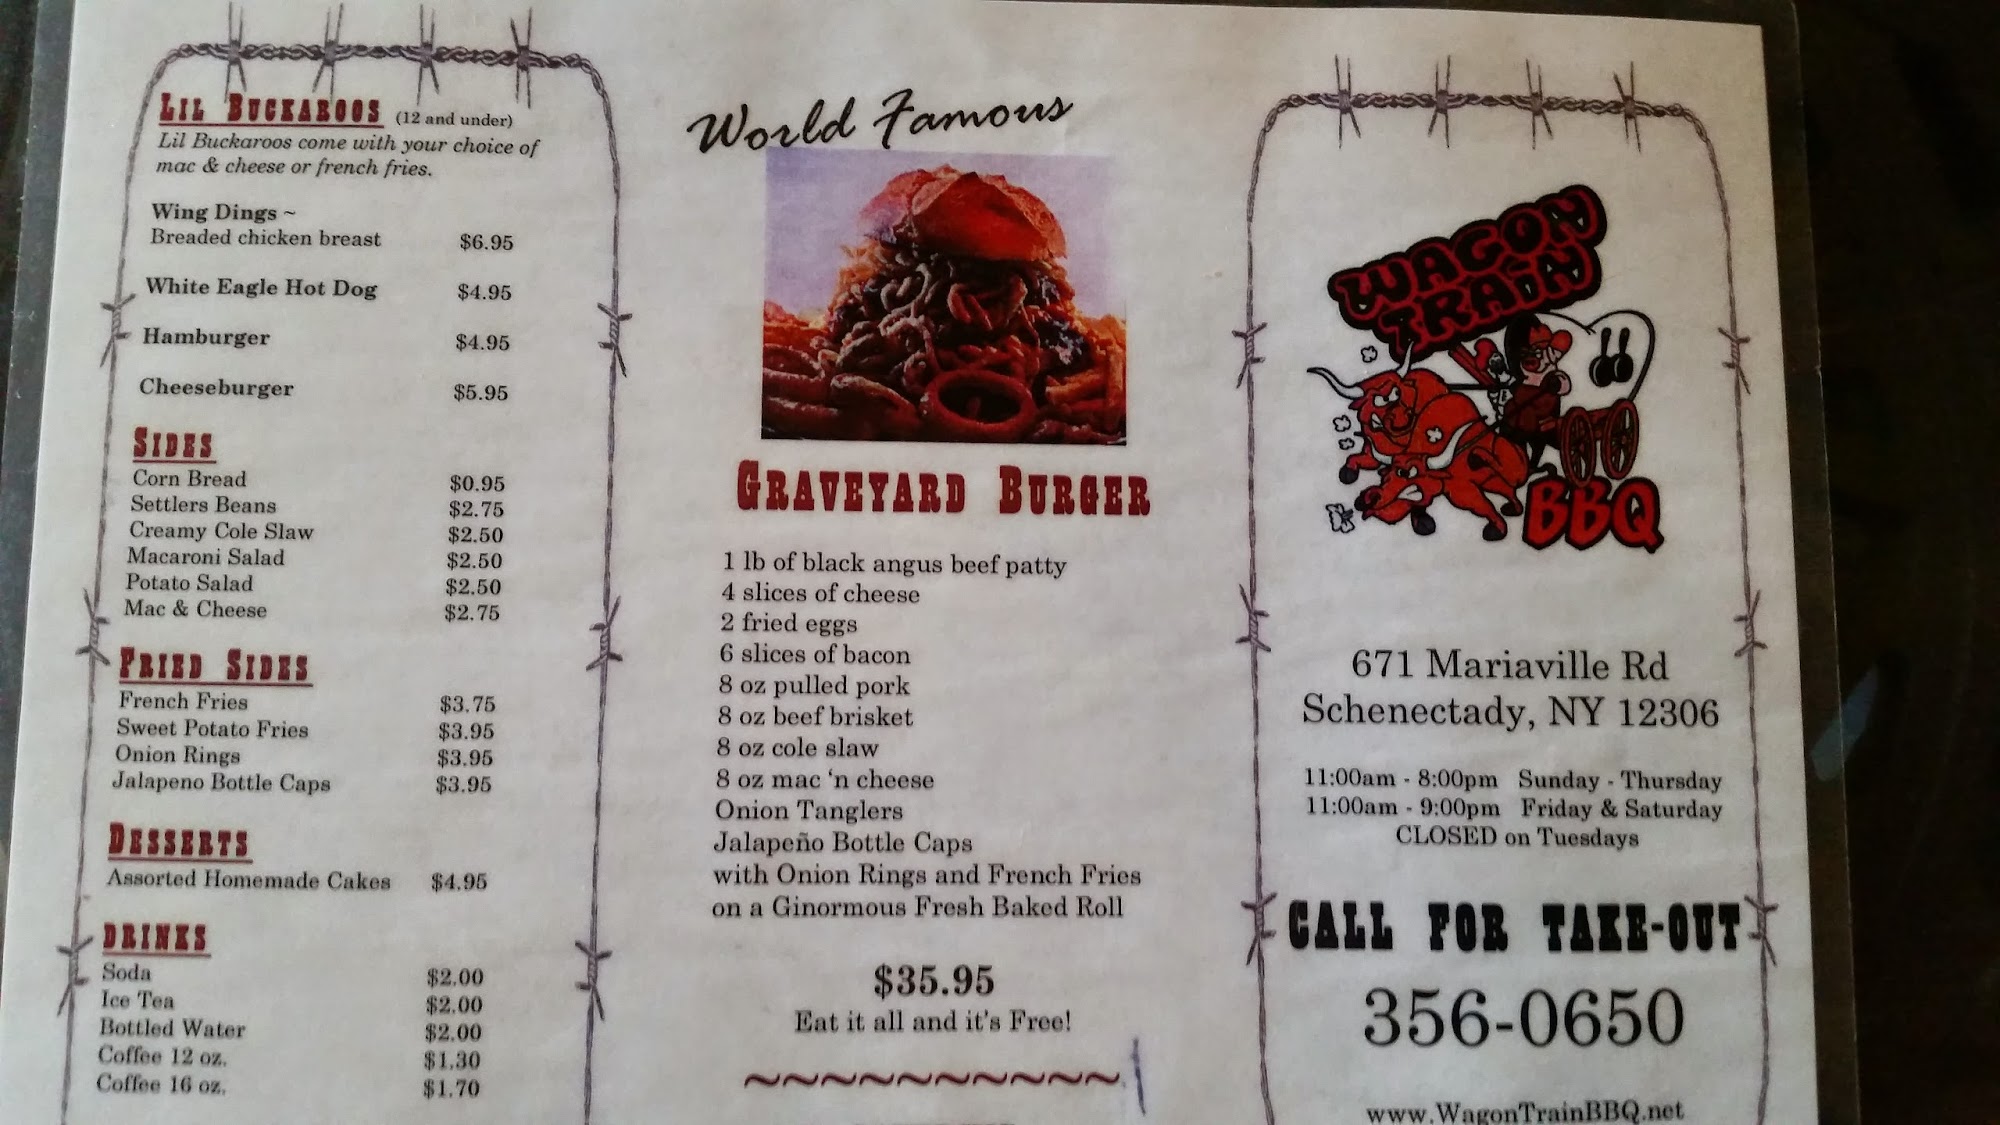 LIL BUCKAROOS (12 and under)
Lil Buckaroos come with your choice of
mac & cheese or french fries.
Wing Dings ~
Breaded chicken breast $6.95
White Eagle Hot Dog $4.95
Hamburger $4.95
Cheeseburger $5.95
SIDES
Corn Bread $0.95
Settlers Beans $2.75
Creamy Cole Slaw $2.50
Macaroni Salad $2.50
Potato Salad $2.50
Mac & Cheese $2.75
FRIED SIDES
French Fries $3.75
Sweet Potato Fries $3.95
Onion Rings $3.95
Jalapeno Bottle Caps $3.95
DESSERTS
Assorted Homemade Cakes $4.95
DRINKS
Soda $2.00
Ice Tea $2.00
Bottled Water $2.00
Coffee 12 oz. $1.30
Coffee 16 oz. $1.70
World Famous
GRAVEYARD BURGER
1 lb of black angus beef patty
4 slices of cheese
2 fried eggs
6 slices of bacon
8 oz pulled pork
8 oz beef brisket
8 oz cole slaw
8 oz mac ‘n cheese
Onion Tanglers
Jalapeño Bottle Caps
with Onion Rings and French Fries
on a Ginormous Fresh Baked Roll
$35.95
Eat it all and it's Free!
~~~~~~~~~~
WAGON
TRAiN
BBQ
671 Mariaville Rd
Schenectady, NY 12306
11:00am - 8:00pm Sunday - Thursday
11:00am - 9:00pm Friday & Saturday
CLOSED on Tuesdays
CALL FOR TAKE-OUT
356-0650
www.WagonTrainBBQ.net